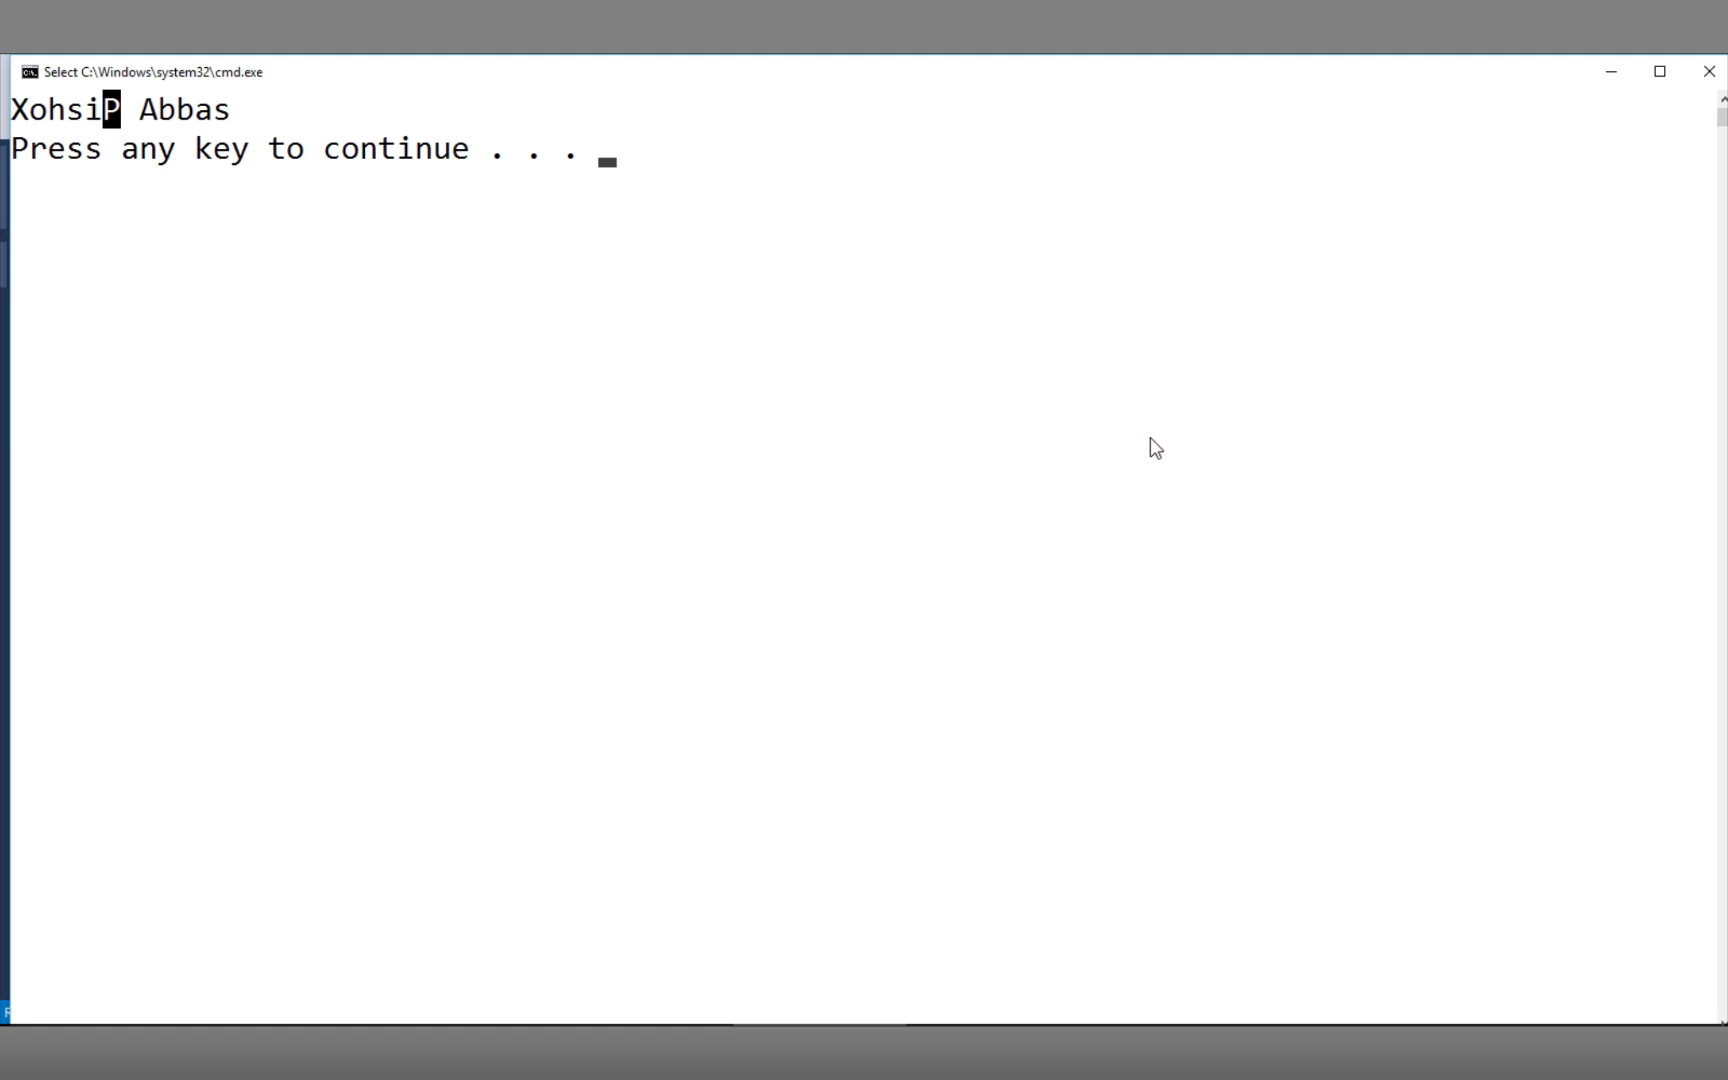 Select C:\Windows\system32\cmd.exe
XohsiP Abbas
Press any key to continue . . .